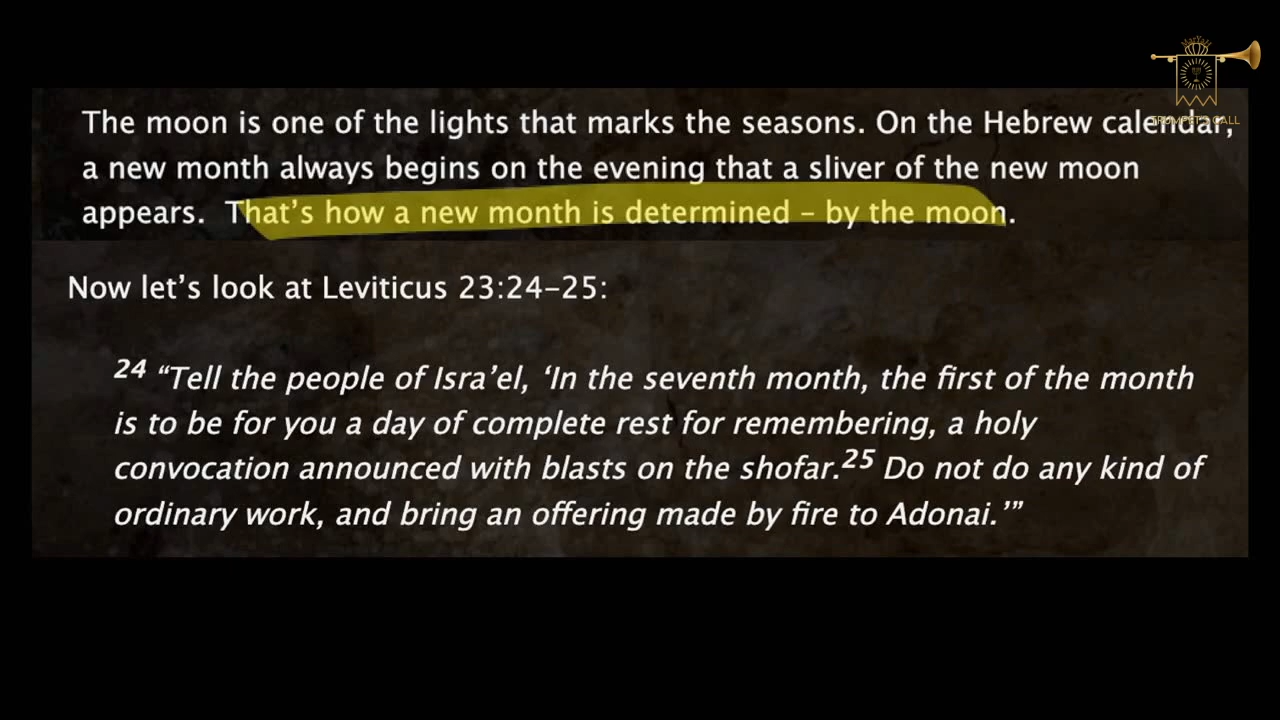 The moon is one of the lights that marks the seasons. On the Hebrew calendar,
a new month always begins on the evening that a sliver of the new moon
appears. That’s how a new month is determined – by the moon.
Now let’s look at Leviticus 23:24–25:
24 “Tell the people of Isra’el, ‘In the seventh month, the first of the month
is to be for you a day of complete rest for remembering, a holy
convocation announced with blasts on the shofar.25 Do not do any kind of
ordinary work, and bring an offering made by fire to Adonai.’”
TRUMPET'S CALL